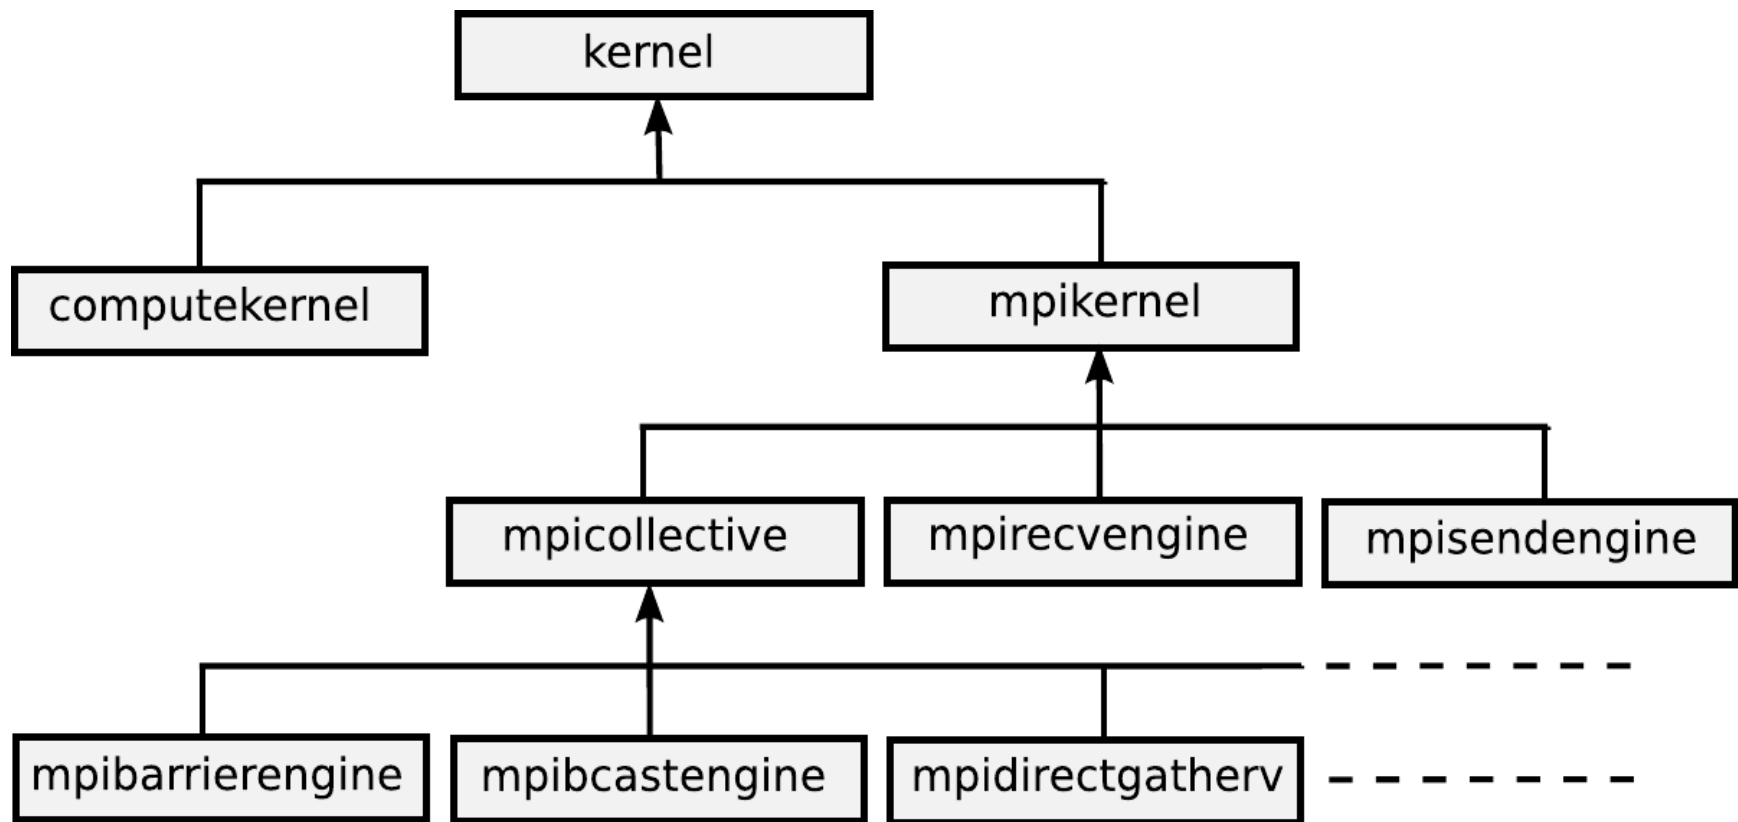 kernel
computekernel
mpikernel
mpicollective
mpirecvengine
mpisendengine
mpibarrierengine
mpibcastengine
mpidirectgatherv